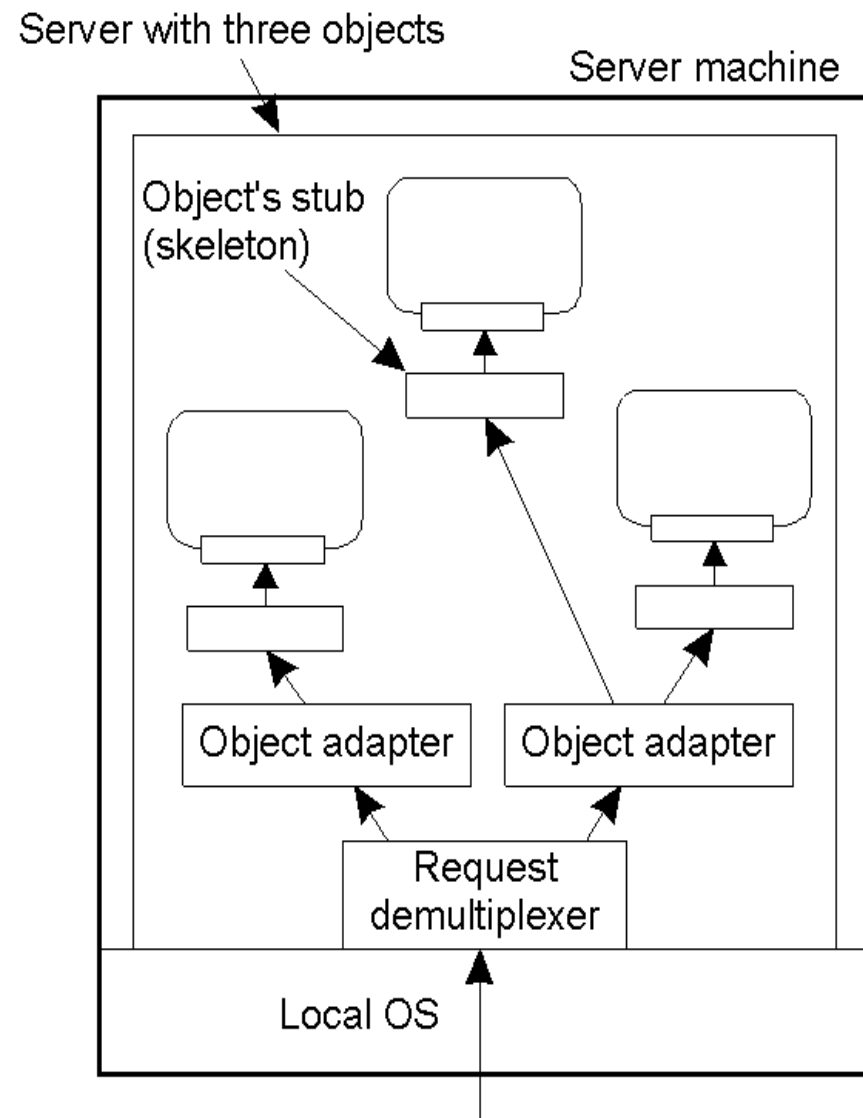 Server with three objects
Server machine
Object's stub
(skeleton)
Object adapter
Object adapter
Request
demultiplexer
Local OS